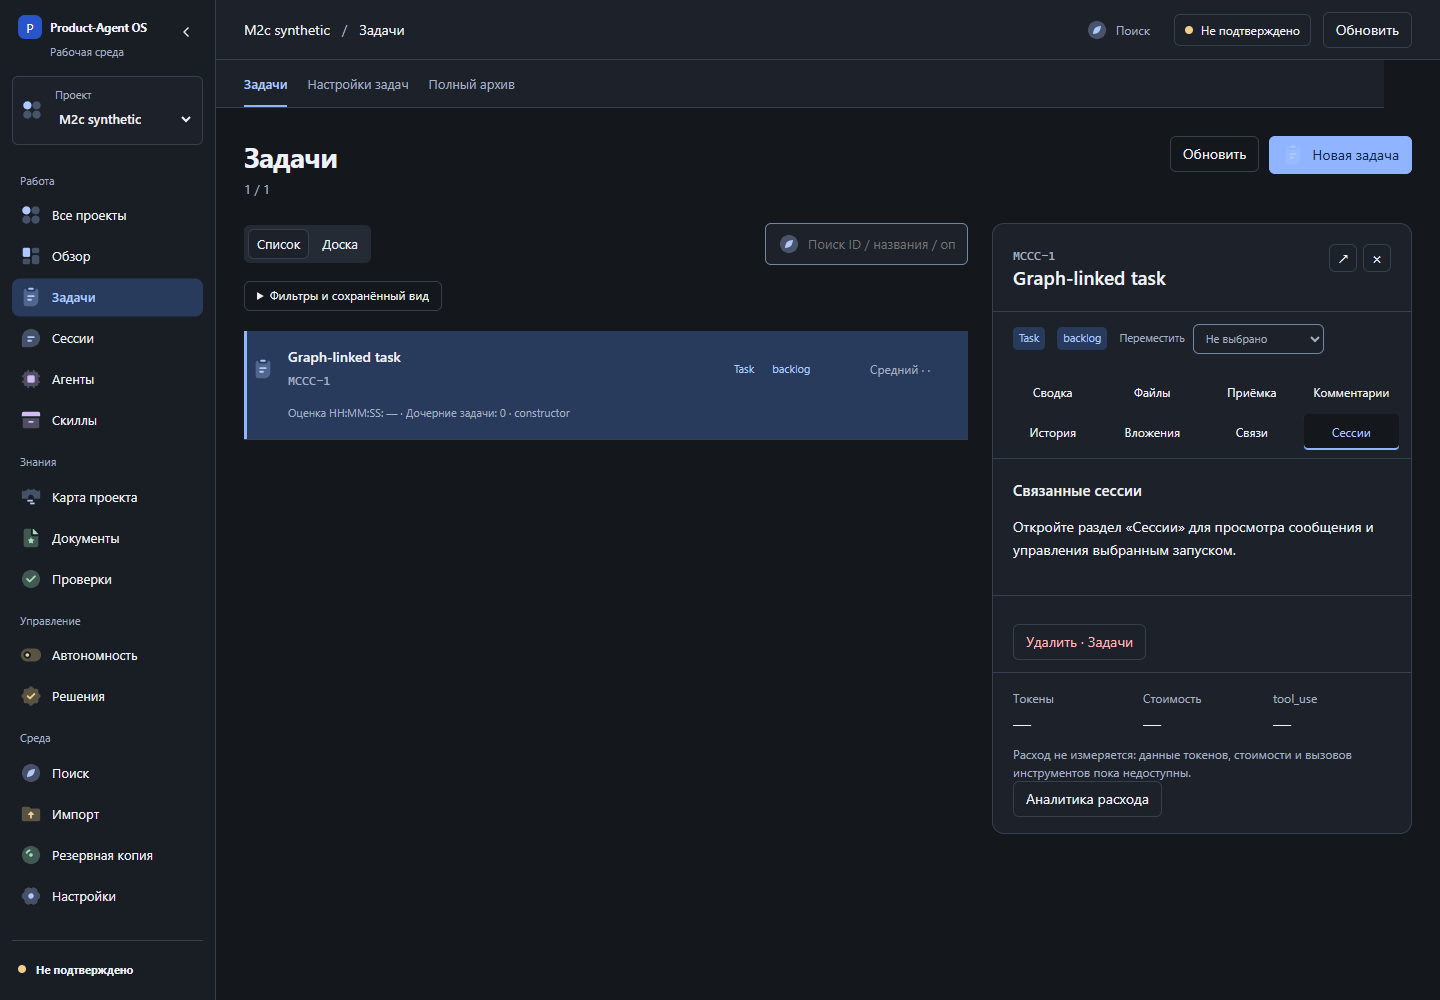 P
Product-Agent OS
Рабочая среда
Проект
M2c synthetic
Работа
Все проекты
Обзор
Задачи
Сессии
Агенты
Скиллы
Знания
Карта проекта
Документы
Проверки
Управление
Автономность
Решения
Среда
Поиск
Импорт
Резервная копия
Настройки
Не подтверждено
M2c synthetic / Задачи
Поиск
Не подтверждено
Обновить
Задачи
Настройки задач
Полный архив
Задачи
1 / 1
Обновить
Новая задача
Список
Доска
Поиск ID / названия / оп
Фильтры и сохранённый вид
Graph-linked task
MCCC-1
Task
backlog
Средний · ·
Оценка HH:MM:SS: — · Дочерние задачи: 0 · constructor
MCCC-1
Graph-linked task
↗
×
Task
backlog
Переместить
Не выбрано
Сводка
Файлы
Приёмка
Комментарии
История
Вложения
Связи
Сессии
Связанные сессии
Откройте раздел «Сессии» для просмотра сообщения и
управления выбранным запуском.
Удалить · Задачи
Токены
Стоимость
tool_use
—
—
—
Расход не измеряется: данные токенов, стоимости и вызовов
инструментов пока недоступны.
Аналитика расхода